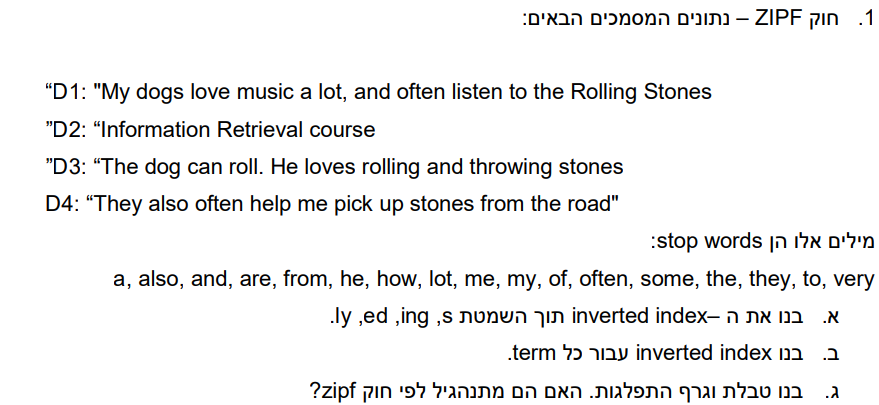 1. חוק ZIPF – נתונים המסמכים הבאים:
“D1: "My dogs love music a lot, and often listen to the Rolling Stones
”D2: “Information Retrieval course
”D3: “The dog can roll. He loves rolling and throwing stones
D4: “They also often help me pick up stones from the road"
מילים אלו הן stop words:
a, also, and, are, from, he, how, lot, me, my, of, often, some, the, they, to, very
א. בנו את ה –inverted index תוך השמטת s, ing, ed, ly.
ב. בנו inverted index עבור כל term.
ג. בנו טבלת וגרף התפלגות. האם הם מתנהגיל לפי חוק zipf?